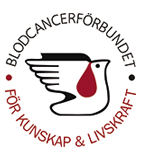 BLODCANCERFÖRBUNDET
FÖR KUNSKAP & LIVSKRAFT